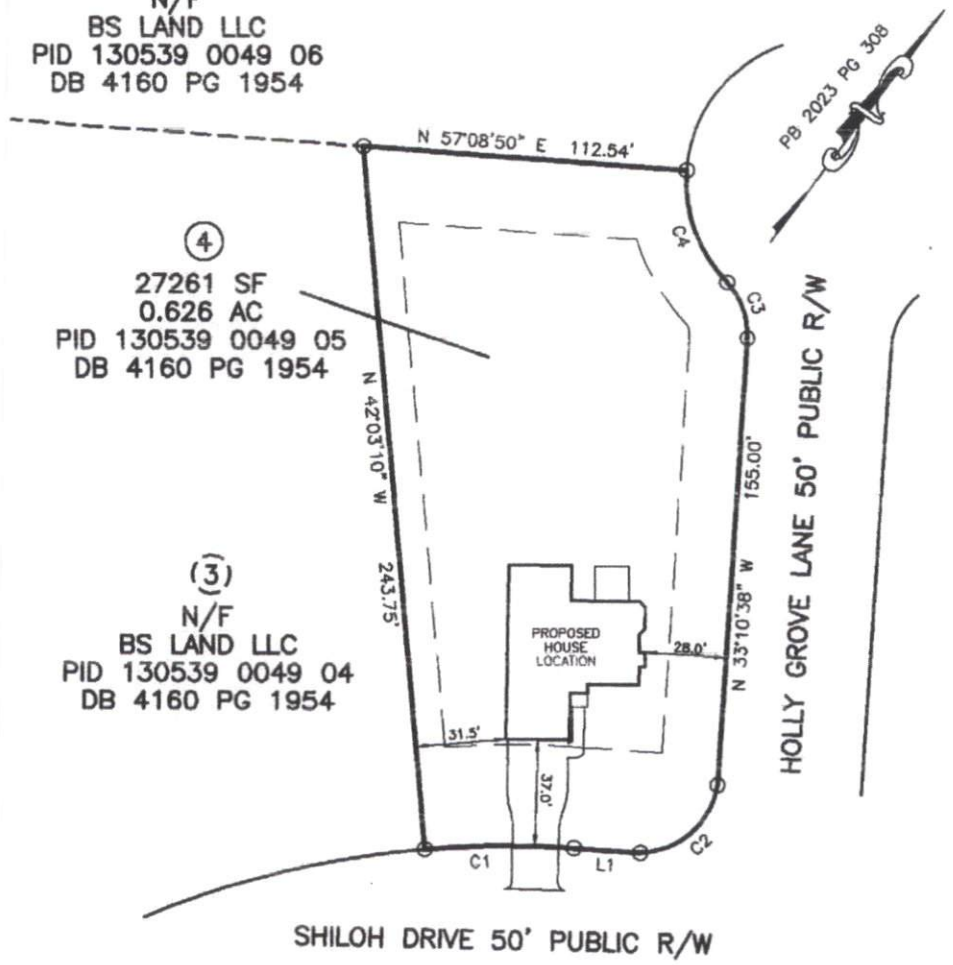 N/F
BS LAND LLC
PID 130539 0049 06
DB 4160 PG 1954
PB 2023 PG 308
N 57°08'50" E 112.54'
C4
C3
4
27261 SF
0.626 AC
PID 130539 0049 05
DB 4160 PG 1954
N 42°03'10" W 243.75'
155.00'
N 33°10'38" W
HOLLY GROVE LANE 50' PUBLIC R/W
(3)
N/F
BS LAND LLC
PID 130539 0049 04
DB 4160 PG 1954
PROPOSED
HOUSE
LOCATION
28.0'
31.5'
37.0'
C1
L1
C2
SHILOH DRIVE 50' PUBLIC R/W